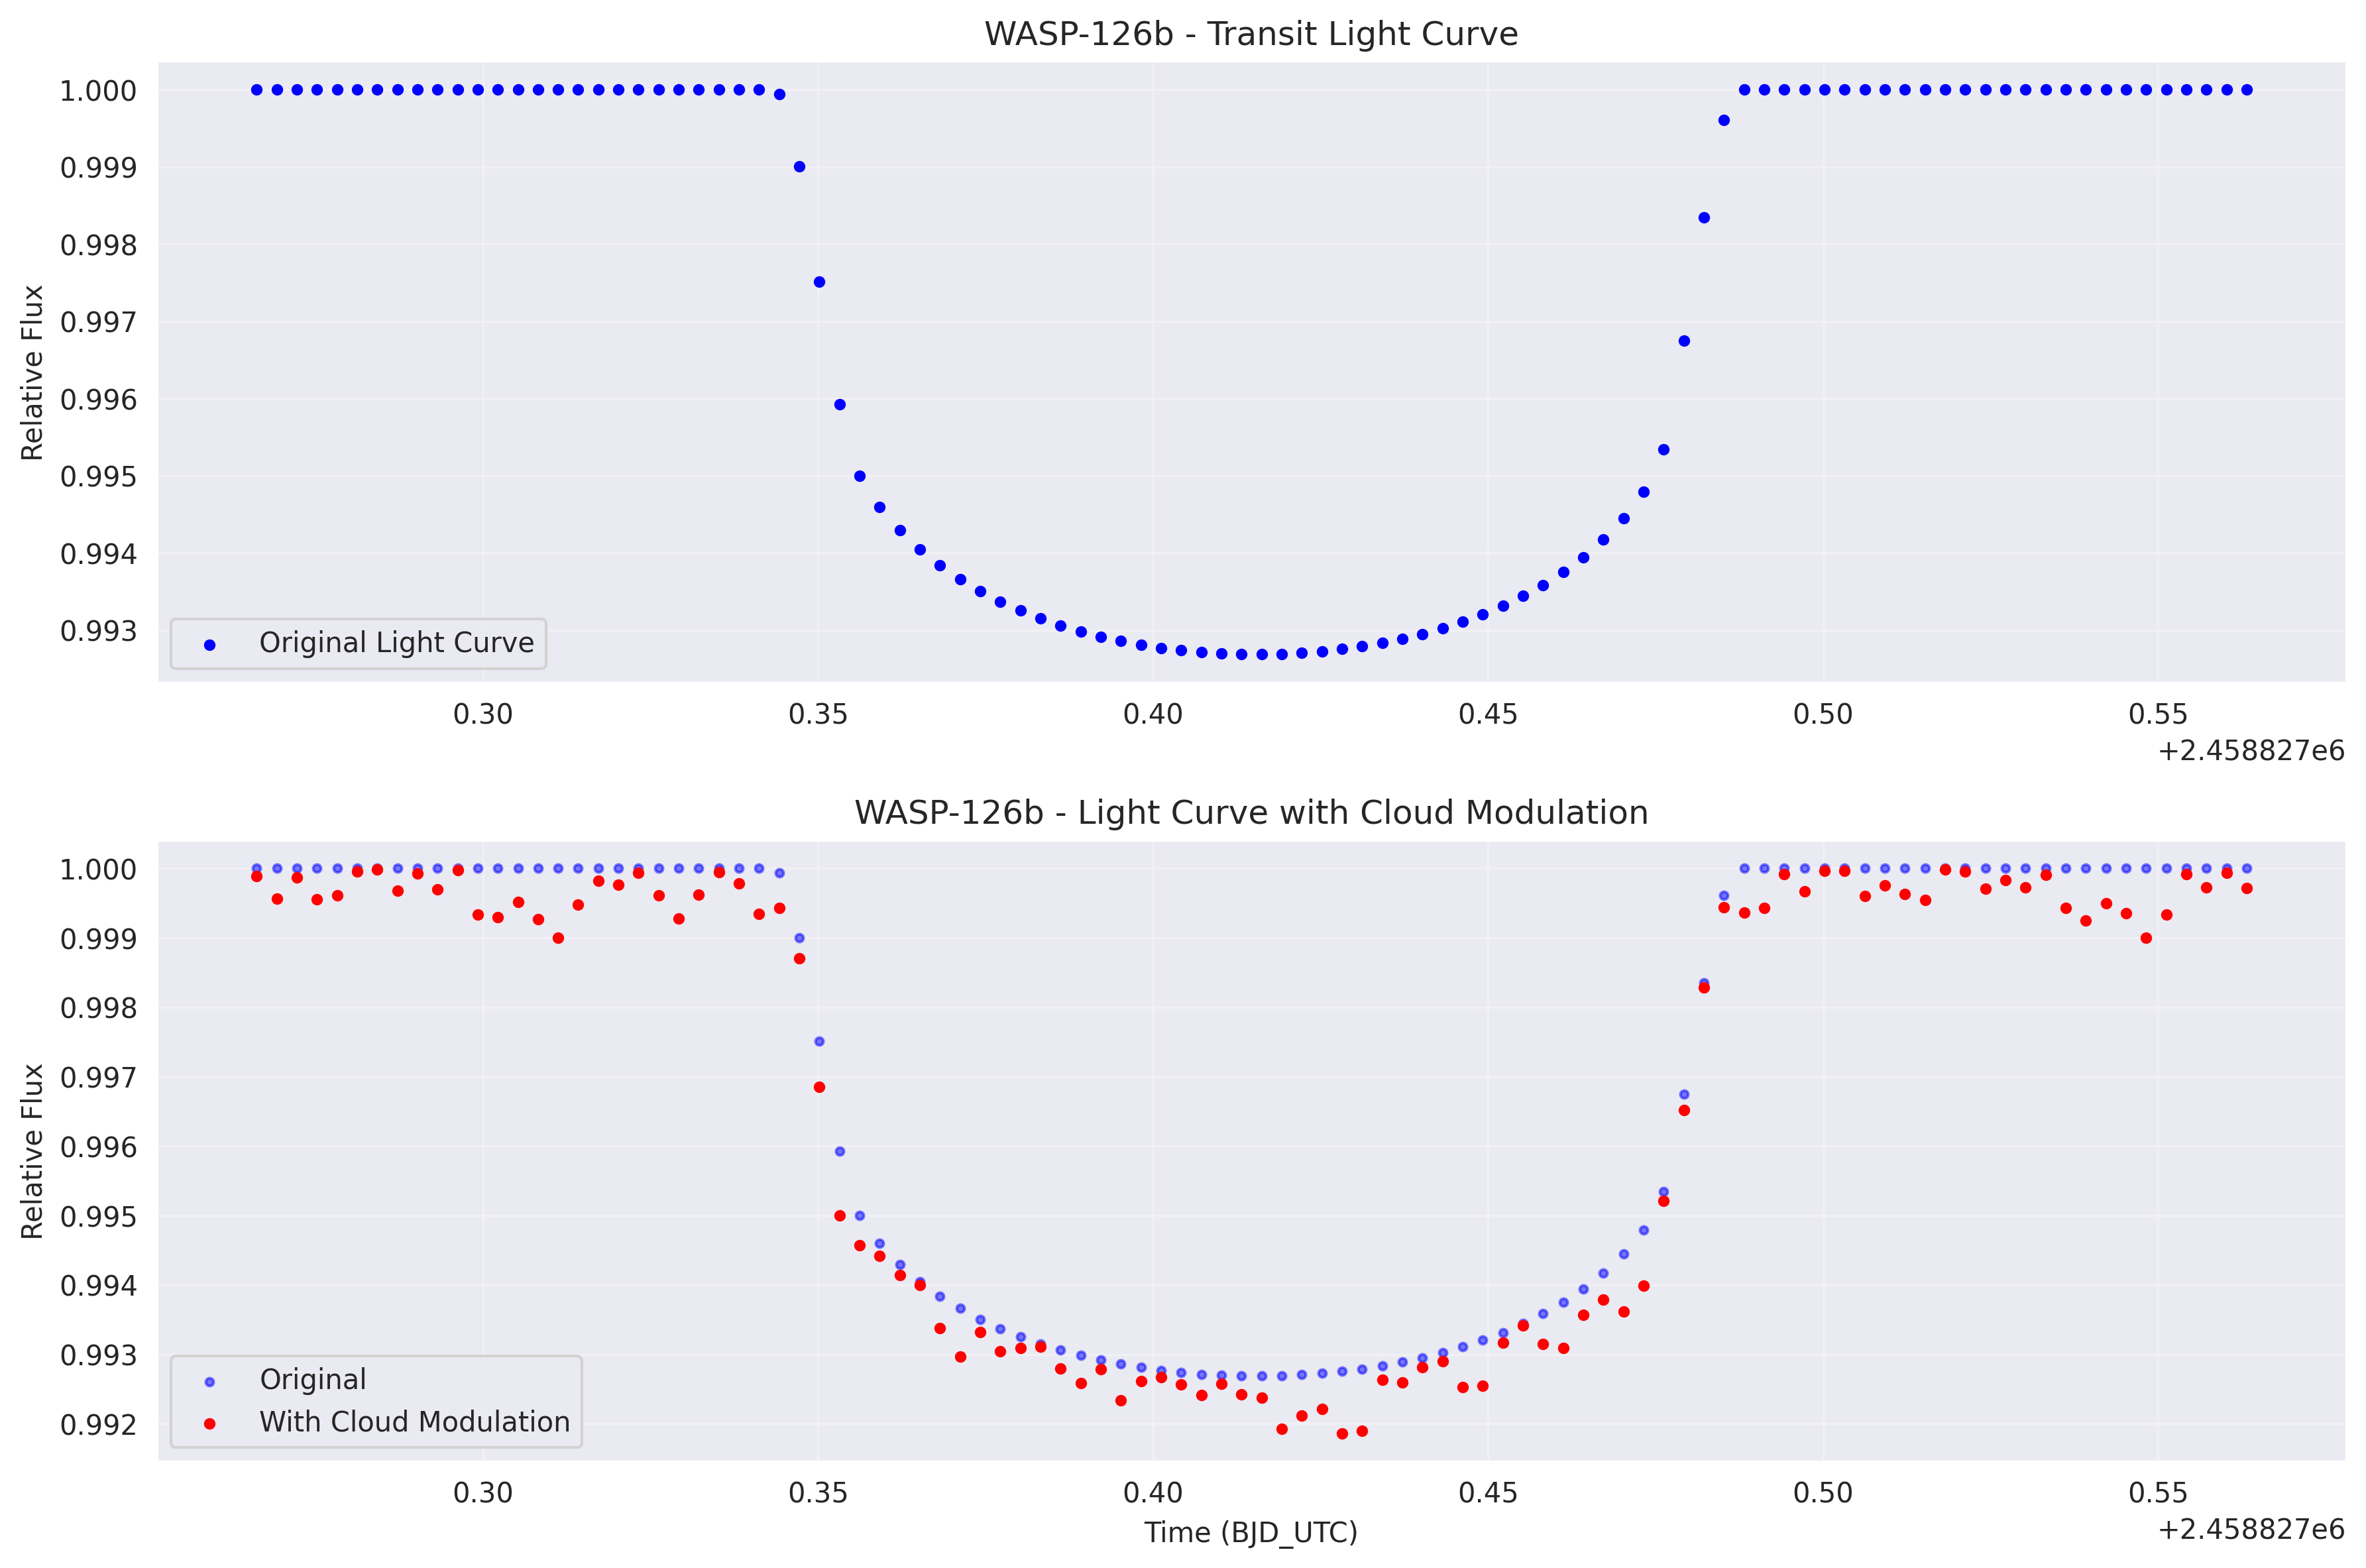 WASP-126b - Transit Light Curve
Relative Flux
1.000
0.999
0.998
0.997
0.996
0.995
0.994
0.993
Original Light Curve
0.30 0.35 0.40 0.45 0.50 0.55
+2.458827e6
WASP-126b - Light Curve with Cloud Modulation
Relative Flux
1.000
0.999
0.998
0.997
0.996
0.995
0.994
0.993
0.992
Original
With Cloud Modulation
0.30 0.35 0.40 0.45 0.50 0.55
+2.458827e6
Time (BJD_UTC)